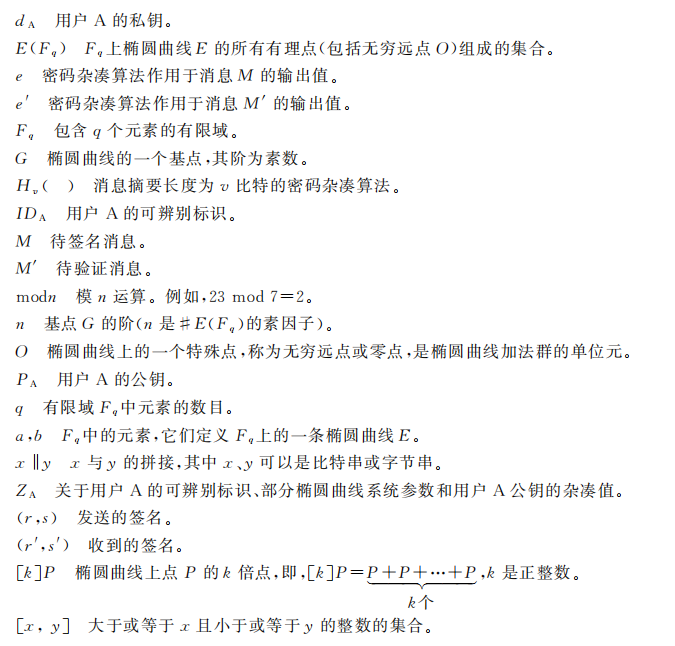 d_A 用户 A 的私钥。
E(F_q) F_q上椭圆曲线 E 的所有有理点(包括无穷远点 O)组成的集合。
e 密码杂凑算法作用于消息 M 的输出值。
e′ 密码杂凑算法作用于消息 M′ 的输出值。
F_q 包含 q 个元素的有限域。
G 椭圆曲线的一个基点,其阶为素数。
H_v( ) 消息摘要长度为 v 比特的密码杂凑算法。
ID_A 用户 A 的可辨别标识。
M 待签名消息。
M′ 待验证消息。
modn 模 n 运算。例如,23 mod 7=2。
n 基点 G 的阶(n 是#E(F_q)的素因子)。
O 椭圆曲线上的一个特殊点,称为无穷远点或零点,是椭圆曲线加法群的单位元。
P_A 用户 A 的公钥。
q 有限域 F_q中元素的数目。
a,b F_q中的元素,它们定义 F_q上的一条椭圆曲线 E。
x‖y x 与 y 的拼接,其中 x、y 可以是比特串或字节串。
Z_A 关于用户 A 的可辨别标识、部分椭圆曲线系统参数和用户 A 公钥的杂凑值。
(r,s) 发送的签名。
(r′,s′) 收到的签名。
[k]P 椭圆曲线上点 P 的 k 倍点,即,[k]P=P+P+…+P,k 是正整数。
k个
[x, y] 大于或等于 x 且小于或等于 y 的整数的集合。